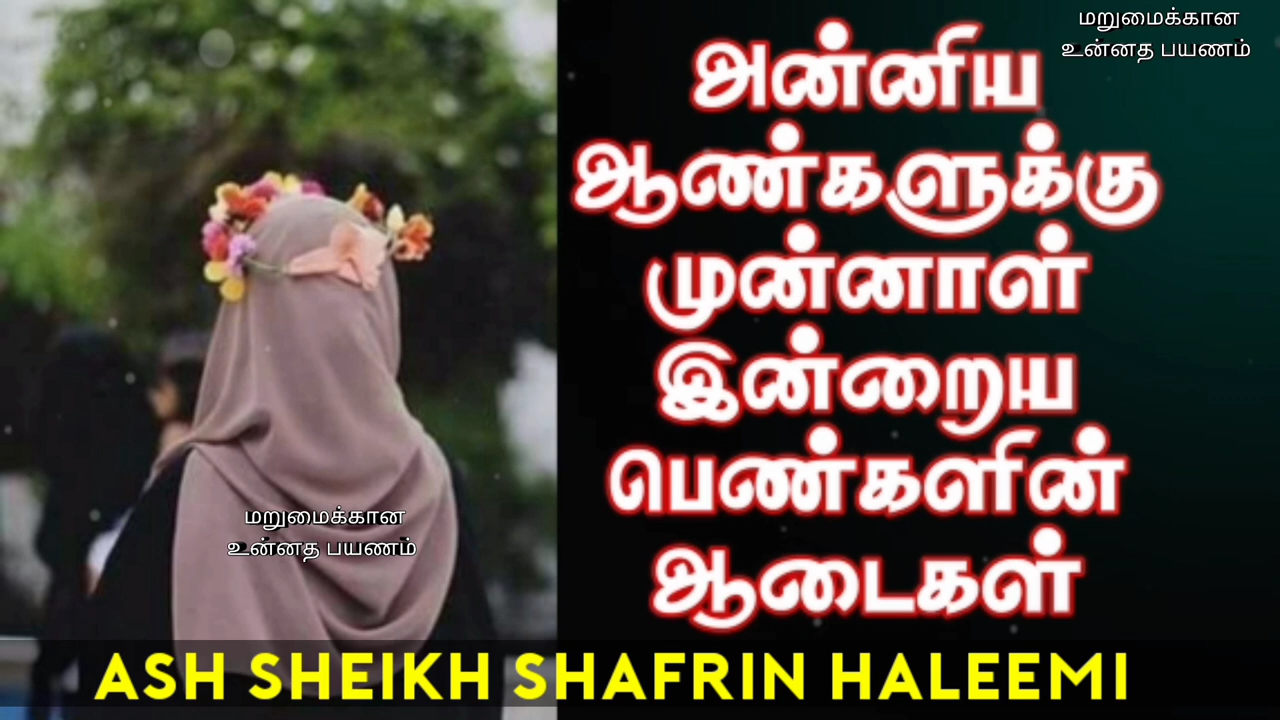 மறுமைக்கான
உன்னத பயணம்
அன்னிய
ஆண்களுக்கு
முன்னாள்
இன்றைய
பெண்களின்
ஆடைகள்
மறுமைக்கான
உன்னத பயணம்
ASH SHEIKH SHAFRIN HALEEMI